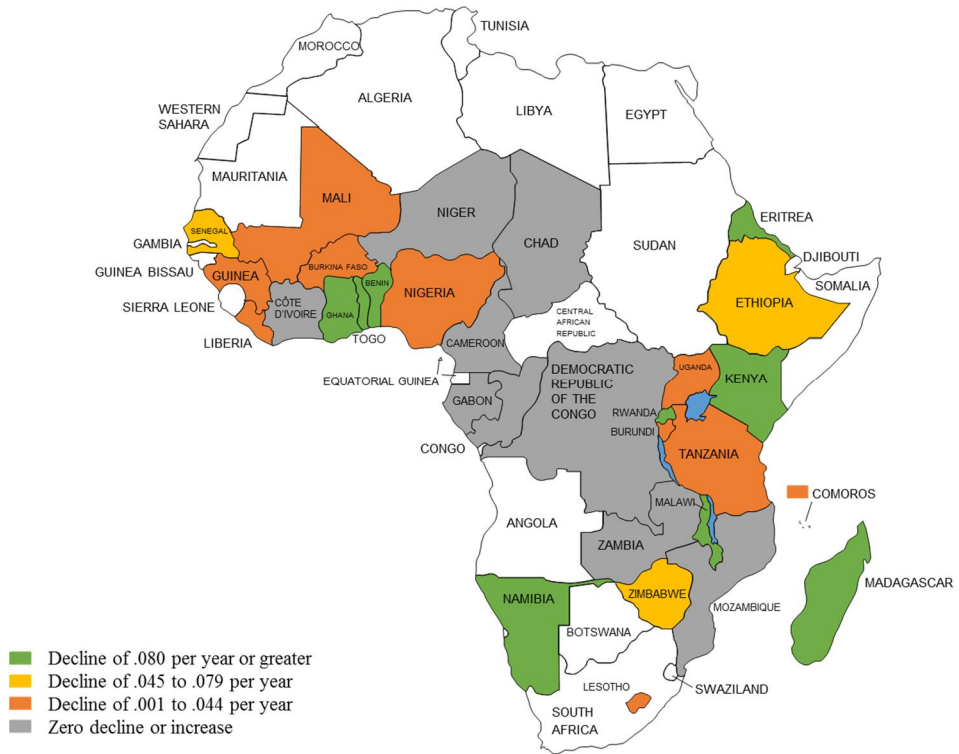 TUNISIA
MOROCCO
ALGERIA
LIBYA
EGYPT
WESTERN
SAHARA
MAURITANIA
MALI
NIGER
CHAD
SUDAN
ERITREA
SENEGAL
GAMBIA
DJIBOUTI
GUINEA BISSAU
GUINEA
BURKINA FASO
BENIN
NIGERIA
SOMALIA
ETHIOPIA
SIERRA LEONE
CÔTE
D'IVOIRE
GHANA
CENTRAL
AFRICAN
REPUBLIC
LIBERIA
TOGO
CAMEROON
EQUATORIAL GUINEA
DEMOCRATIC
REPUBLIC
OF THE
CONGO
UGANDA
KENYA
GABON
RWANDA
BURUNDI
CONGO
TANZANIA
COMOROS
MALAWI
ANGOLA
ZAMBIA
MADAGASCAR
NAMIBIA
ZIMBABWE
MOZAMBIQUE
BOTSWANA
LESOTHO
SWAZILAND
SOUTH
AFRICA
Decline of .080 per year or greater
Decline of .045 to .079 per year
Decline of .001 to .044 per year
Zero decline or increase